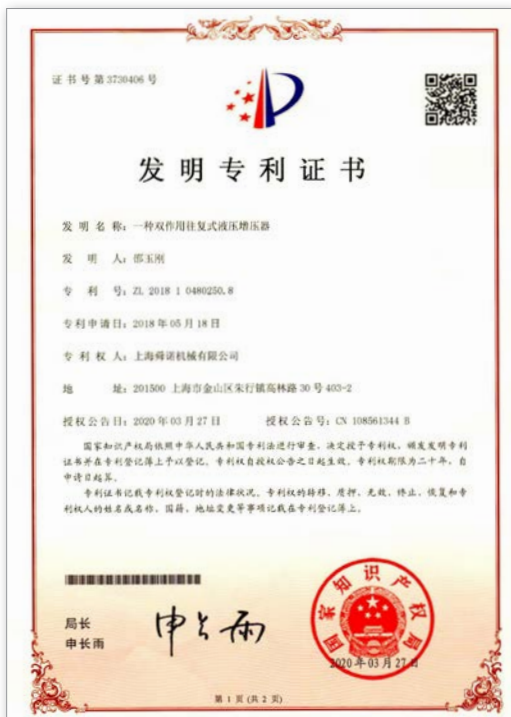 证书号第3730406号
发明专利证书
发明名称：一种双作用往复式液压增压器
发明人：邵玉刚
专利号：ZL 2018 1 0480250.8
专利申请日：2018年05月18日
专利权人：上海舜诺机械有限公司
地址：201500 上海市金山区朱行镇高林路30号403-2
授权公告日：2020年03月27日 授权公告号：CN 108561344 B
国家知识产权局依照中华人民共和国专利法进行审查，决定授予专利权，颁发发明专利
证书并在专利登记簿上予以登记。专利权自授权公告之日起生效。专利权期限为二十年，自
申请日起算。
专利证书记载专利权登记时的法律状况。专利权的转移、质押、无效、终止、恢复和专
利权人的姓名或名称、国籍、地址变更等事项记载在专利登记簿上。
局长
申长雨
申长雨
国家知识产权局
2020年03月27日
第 1 页 (共 2 页)